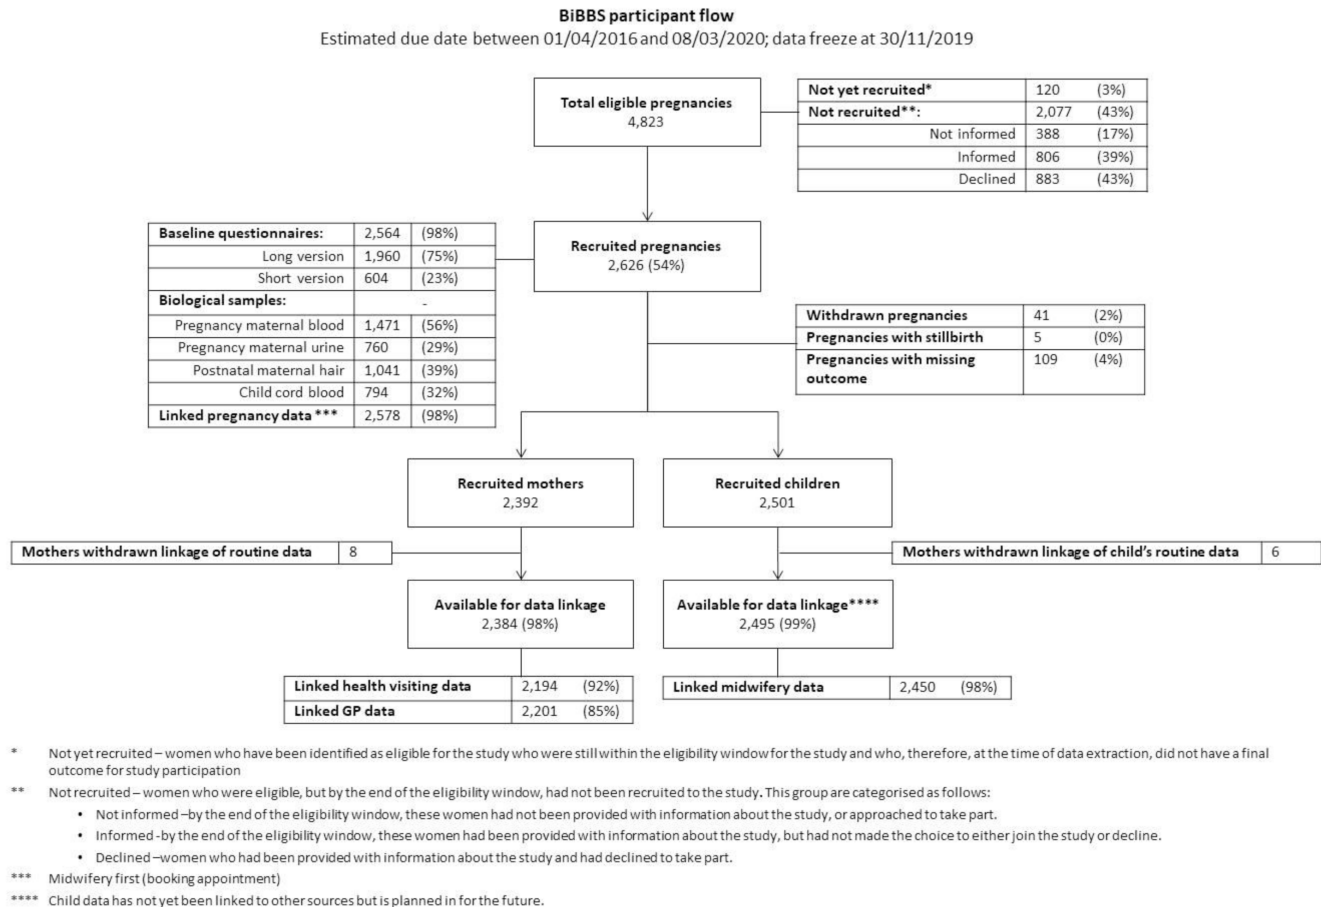 BiBBS participant flow
Estimated due date between 01/04/2016 and 08/03/2020; data freeze at 30/11/2019
Total eligible pregnancies
4,823
Not yet recruited* 120 (3%)
Not recruited**: 2,077 (43%)
Not informed 388 (17%)
Informed 806 (39%)
Declined 883 (43%)
Recruited pregnancies
2,626 (54%)
Baseline questionnaires: 2,564 (98%)
Long version 1,960 (75%)
Short version 604 (23%)
Biological samples: -
Pregnancy maternal blood 1,471 (56%)
Pregnancy maternal urine 760 (29%)
Postnatal maternal hair 1,041 (39%)
Child cord blood 794 (32%)
Linked pregnancy data *** 2,578 (98%)
Withdrawn pregnancies 41 (2%)
Pregnancies with stillbirth 5 (0%)
Pregnancies with missing 109 (4%)
outcome
Recruited mothers
2,392
Recruited children
2,501
Mothers withdrawn linkage of routine data 8
Mothers withdrawn linkage of child's routine data 6
Available for data linkage
2,384 (98%)
Available for data linkage****
2,495 (99%)
Linked health visiting data 2,194 (92%)
Linked GP data 2,201 (85%)
Linked midwifery data 2,450 (98%)
* Not yet recruited – women who have been identified as eligible for the study who were still within the eligibility window for the study and who, therefore, at the time of data extraction, did not have a final
outcome for study participation
** Not recruited – women who were eligible, but by the end of the eligibility window, had not been recruited to the study. This group are categorised as follows:
• Not informed –by the end of the eligibility window, these women had not been provided with information about the study, or approached to take part.
• Informed -by the end of the eligibility window, these women had been provided with information about the study, but had not made the choice to either join the study or decline.
• Declined –women who had been provided with information about the study and had declined to take part.
*** Midwifery first (booking appointment)
**** Child data has not yet been linked to other sources but is planned in for the future.